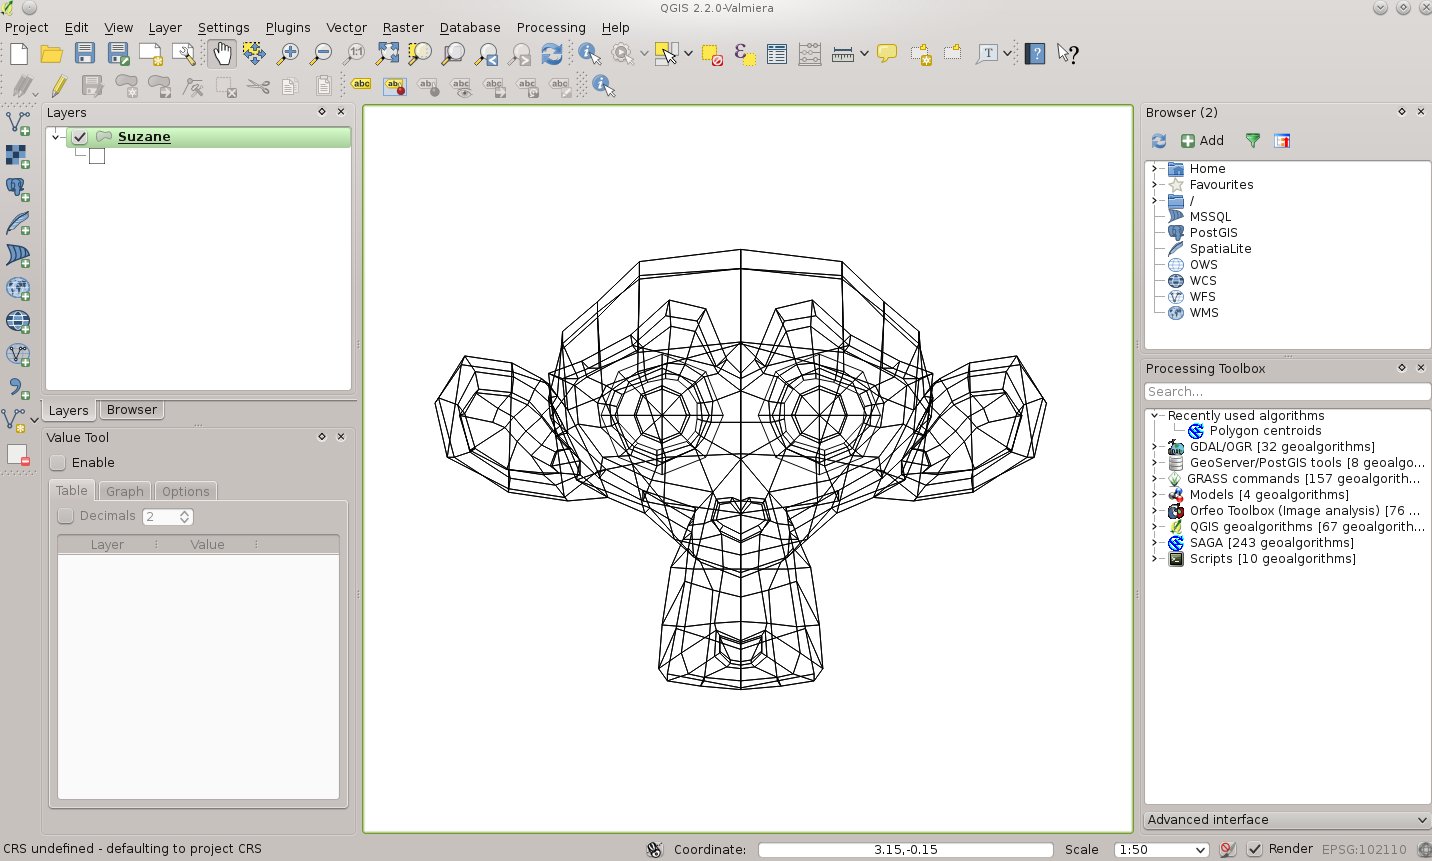 QGIS 2.2.0-Valmiera
Project Edit View Layer Settings Plugins Vector Raster Database Processing Help
abc
Layers
Suzane
Layers Browser
Value Tool
Enable
Table Graph Options
Decimals 2
Layer Value
Browser (2)
Add
Home
Favourites
/
MSSQL
PostGIS
SpatiaLite
OWS
WCS
WFS
WMS
Processing Toolbox
Search...
Recently used algorithms
Polygon centroids
GDAL/OGR [32 geoalgorithms]
GeoServer/PostGIS tools [8 geoalgo...
GRASS commands [157 geoalgorith...
Models [4 geoalgorithms]
Orfeo Toolbox (Image analysis) [76 ...
QGIS geoalgorithms [67 geoalgorith...
SAGA [243 geoalgorithms]
Scripts [10 geoalgorithms]
Advanced interface
CRS undefined - defaulting to project CRS
Coordinate: 3.15,-0.15 Scale 1:50 Render EPSG:102110